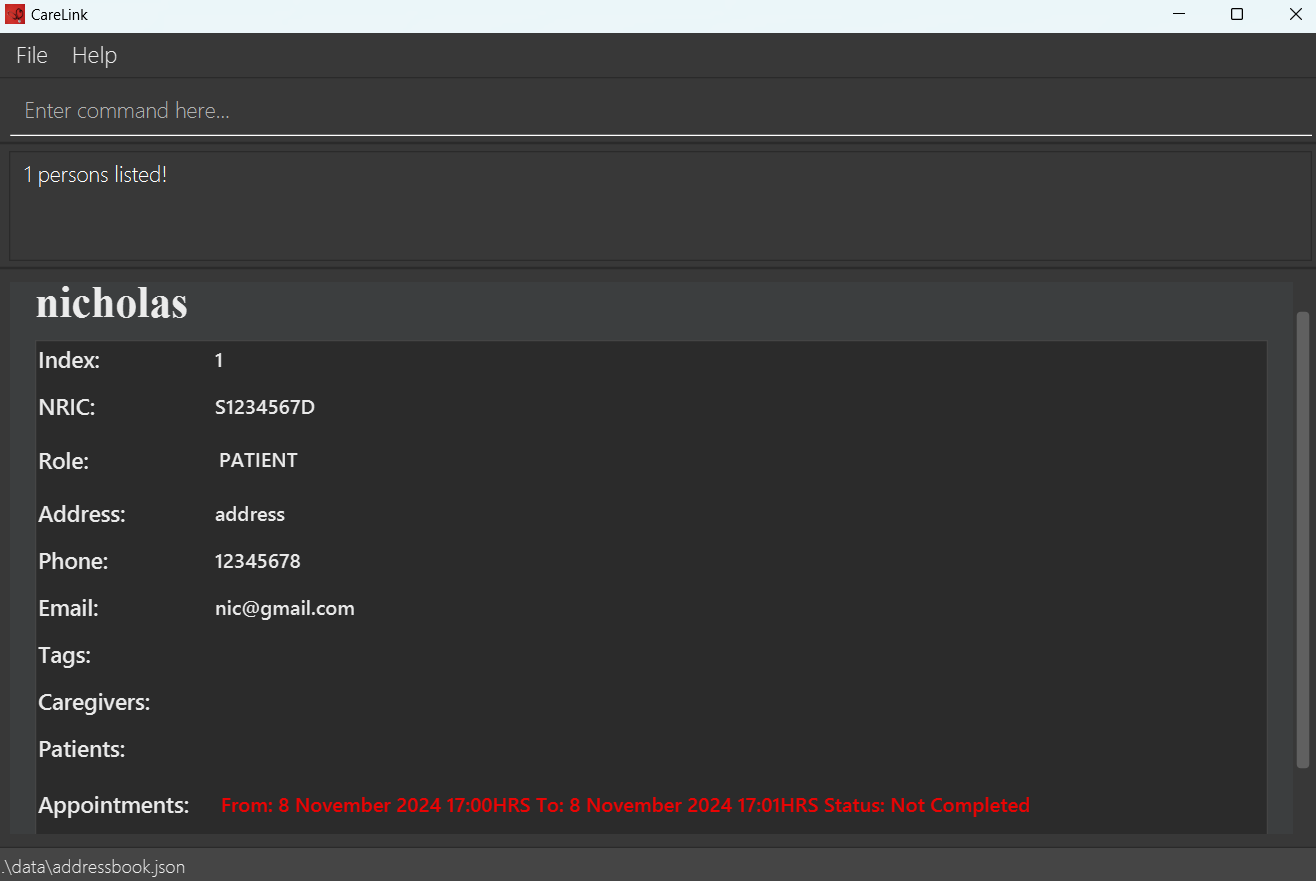 CareLink
File Help
Enter command here...
1 persons listed!
nicholas
Index: 1
NRIC: S1234567D
Role: PATIENT
Address: address
Phone: 12345678
Email: nic@gmail.com
Tags:
Caregivers:
Patients:
Appointments: From: 8 November 2024 17:00HRS To: 8 November 2024 17:01HRS Status: Not Completed
.\data\addressbook.json